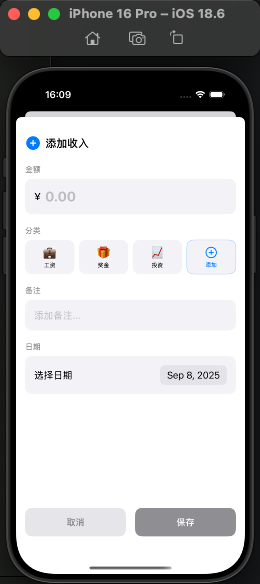 iPhone 16 Pro – iOS 18.6
16:09
添加收入
金额
¥ 0.00
分类
工资 奖金 投资 添加
备注
添加备注...
日期
选择日期 Sep 8, 2025
取消 保存